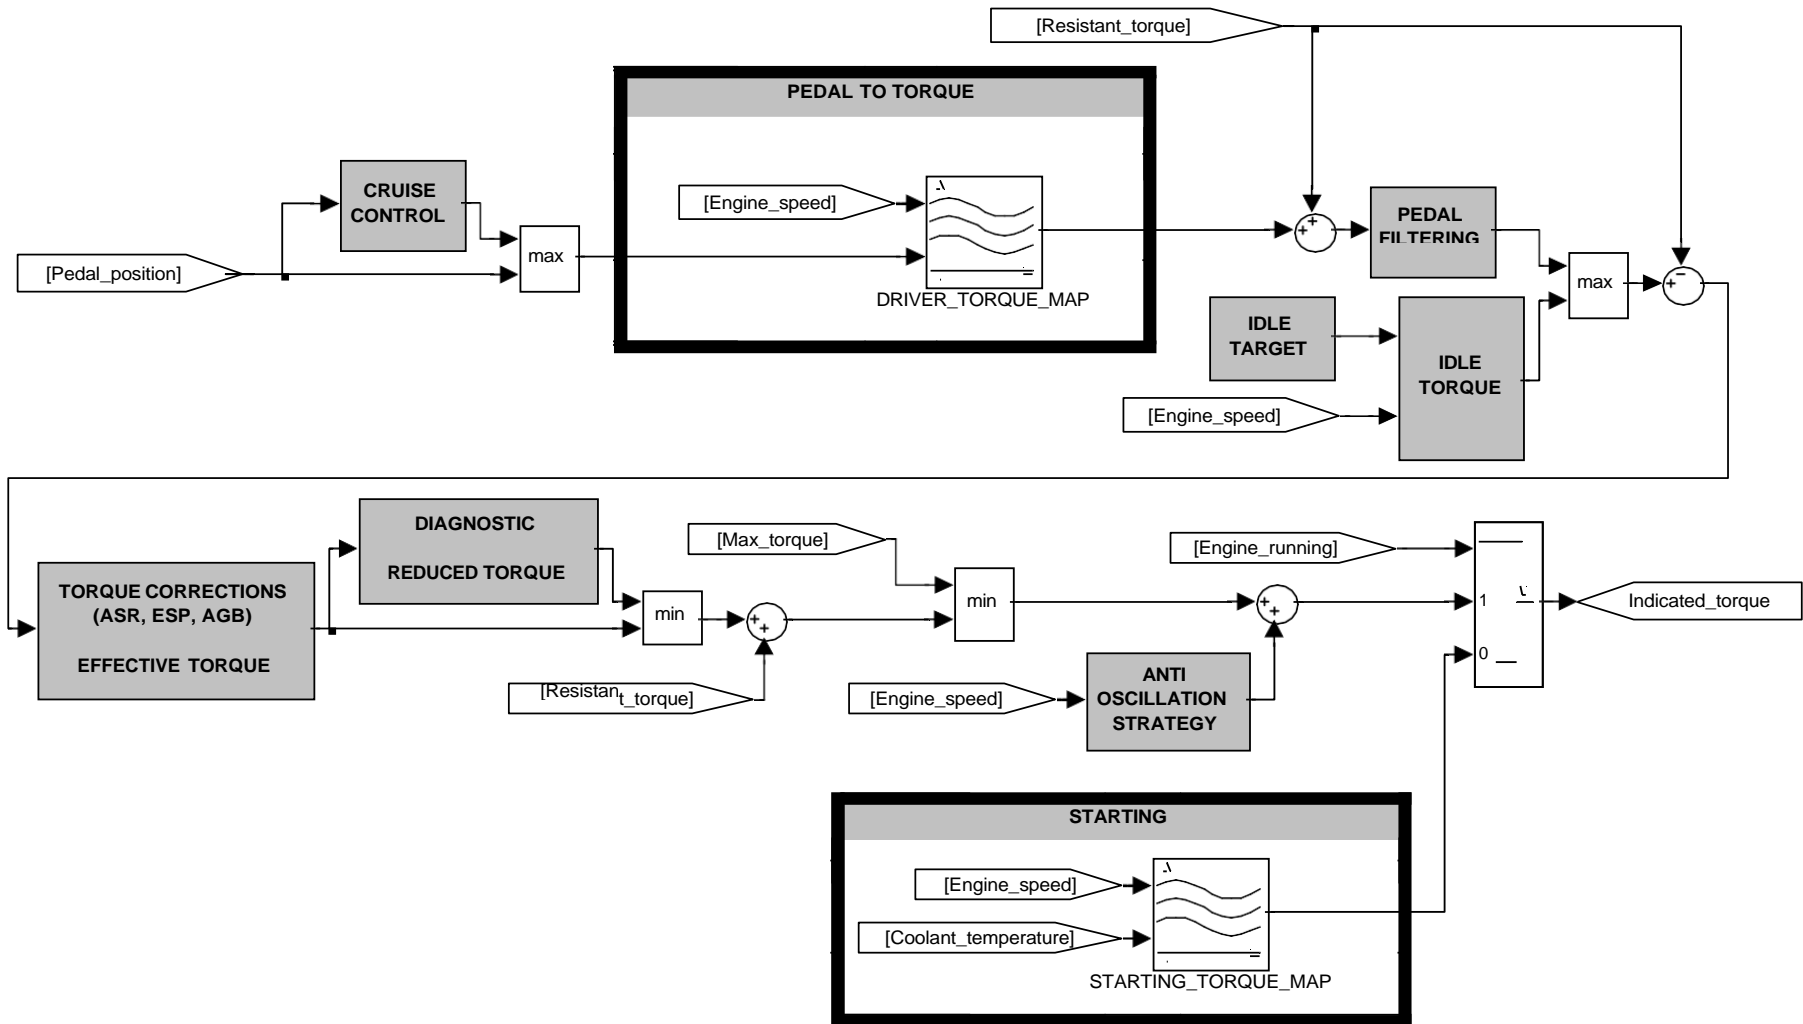 [Resistant_torque]
PEDAL TO TORQUE
CRUISE
CONTROL
[Engine_speed]
PEDAL
FILTERING
max
[Pedal_position]
max
DRIVER_TORQUE_MAP
IDLE
TARGET
IDLE
TORQUE
[Engine_speed]
DIAGNOSTIC
REDUCED TORQUE
[Max_torque]
[Engine_running]
TORQUE CORRECTIONS
(ASR, ESP, AGB)
EFFECTIVE TORQUE
min
min
1
Indicated_torque
0
[Resistant_torque]
[Engine_speed]
ANTI
OSCILLATION
STRATEGY
STARTING
[Engine_speed]
[Coolant_temperature]
STARTING_TORQUE_MAP